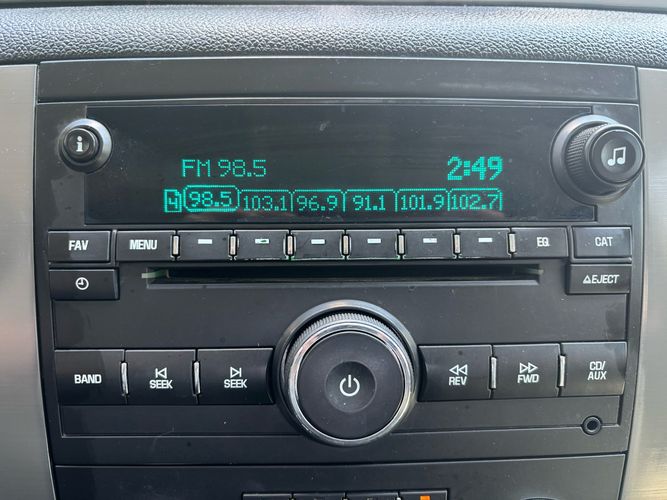 FM 98.5 2:49
4 98.5 103.1 96.9 91.1 101.9 102.7
FAV MENU EQ CAT
EJECT
BAND SEEK SEEK REV FWD CD/
AUX